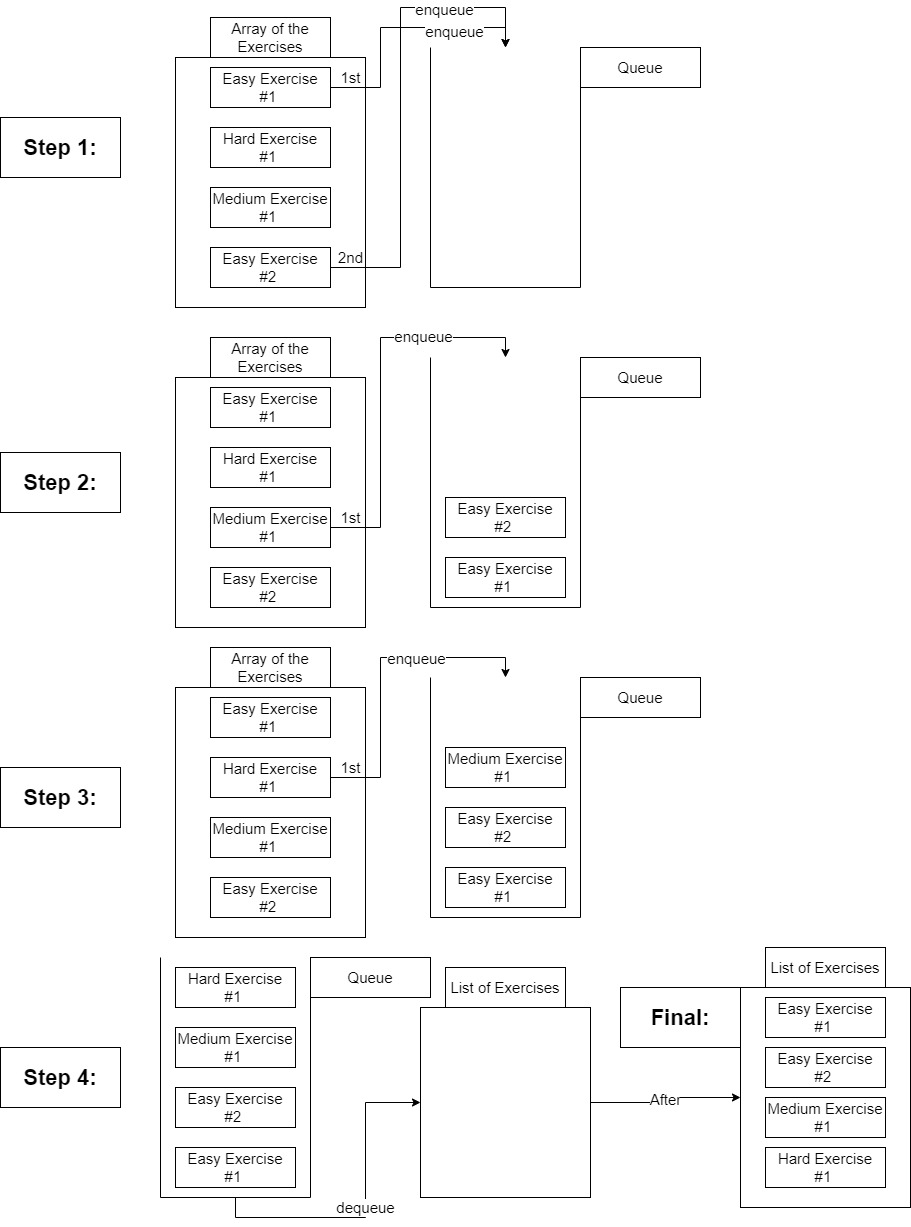 enqueue
enqueue
Array of the
Exercises
Queue
Easy Exercise
#1
1st
Hard Exercise
#1
Step 1:
Medium Exercise
#1
Easy Exercise
#2
2nd
enqueue
Array of the
Exercises
Queue
Easy Exercise
#1
Hard Exercise
#1
Step 2:
Medium Exercise
#1
1st
Easy Exercise
#2
Easy Exercise
#2
Easy Exercise
#1
Array of the
Exercises
enqueue
Queue
Easy Exercise
#1
Hard Exercise
#1
1st
Medium Exercise
#1
Step 3:
Medium Exercise
#1
Easy Exercise
#2
Easy Exercise
#2
Easy Exercise
#1
Hard Exercise
#1
Queue
List of Exercises
List of Exercises
Final:
Easy Exercise
#1
Medium Exercise
#1
Easy Exercise
#2
Step 4:
Easy Exercise
#2
After
Medium Exercise
#1
Easy Exercise
#1
Hard Exercise
#1
dequeue